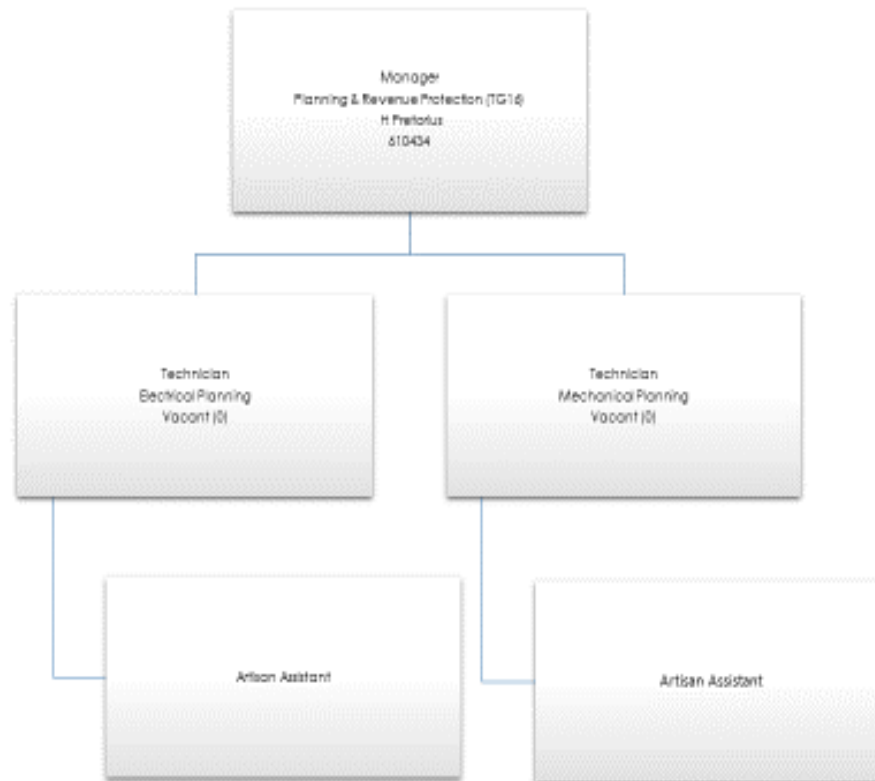 Manager
Planning & Revenue Protection (TG16)
H Pretorius
610434
Technician
Electrical Planning
Vacant (0)
Technician
Mechanical Planning
Vacant (0)
Artisan Assistant
Artisan Assistant